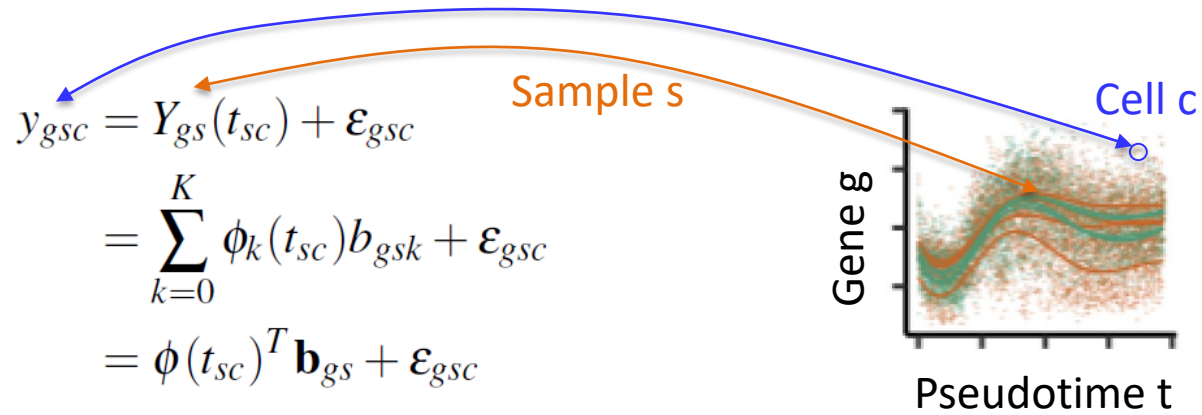 Sample s
Cell c
y_{gsc} = Y_{gs}(t_{sc}) + ε_{gsc}
= \sum_{k=0}^{K} ϕ_k(t_{sc})b_{gsk} + ε_{gsc}
= ϕ(t_{sc})^T b_{gs} + ε_{gsc}
Gene g
Pseudotime t